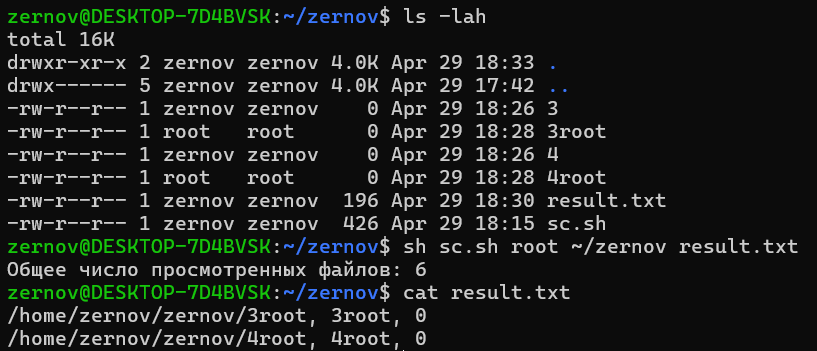 zernov@DESKTOP-7D4BVSK:~/zernov$ ls -lah
total 16K
drwxr-xr-x 2 zernov zernov 4.0K Apr 29 18:33 .
drwx------ 5 zernov zernov 4.0K Apr 29 17:42 ..
-rw-r--r-- 1 zernov zernov    0 Apr 29 18:26 3
-rw-r--r-- 1 root   root      0 Apr 29 18:28 3root
-rw-r--r-- 1 zernov zernov    0 Apr 29 18:26 4
-rw-r--r-- 1 root   root      0 Apr 29 18:28 4root
-rw-r--r-- 1 zernov zernov  196 Apr 29 18:30 result.txt
-rw-r--r-- 1 zernov zernov  426 Apr 29 18:15 sc.sh
zernov@DESKTOP-7D4BVSK:~/zernov$ sh sc.sh root ~/zernov result.txt
Общее число просмотренных файлов: 6
zernov@DESKTOP-7D4BVSK:~/zernov$ cat result.txt
/home/zernov/zernov/3root, 3root, 0
/home/zernov/zernov/4root, 4root, 0